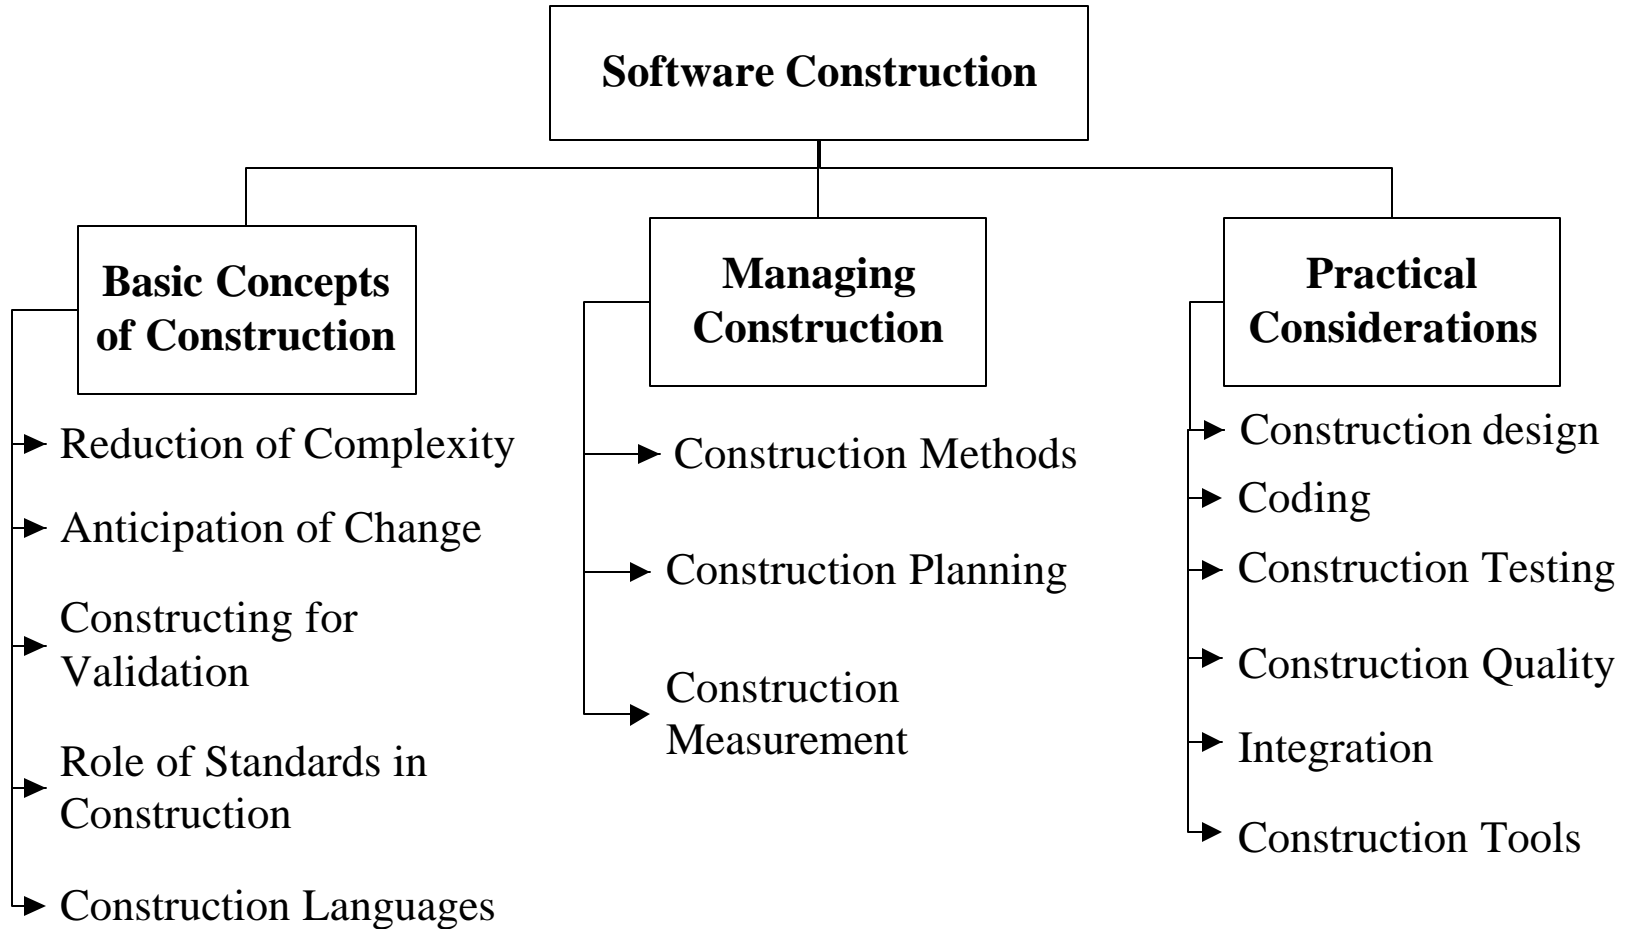 Software Construction
Basic Concepts
of Construction
Reduction of Complexity
Anticipation of Change
Constructing for
Validation
Role of Standards in
Construction
Construction Languages
Managing
Construction
Construction Methods
Construction Planning
Construction
Measurement
Practical
Considerations
Construction design
Coding
Construction Testing
Construction Quality
Integration
Construction Tools